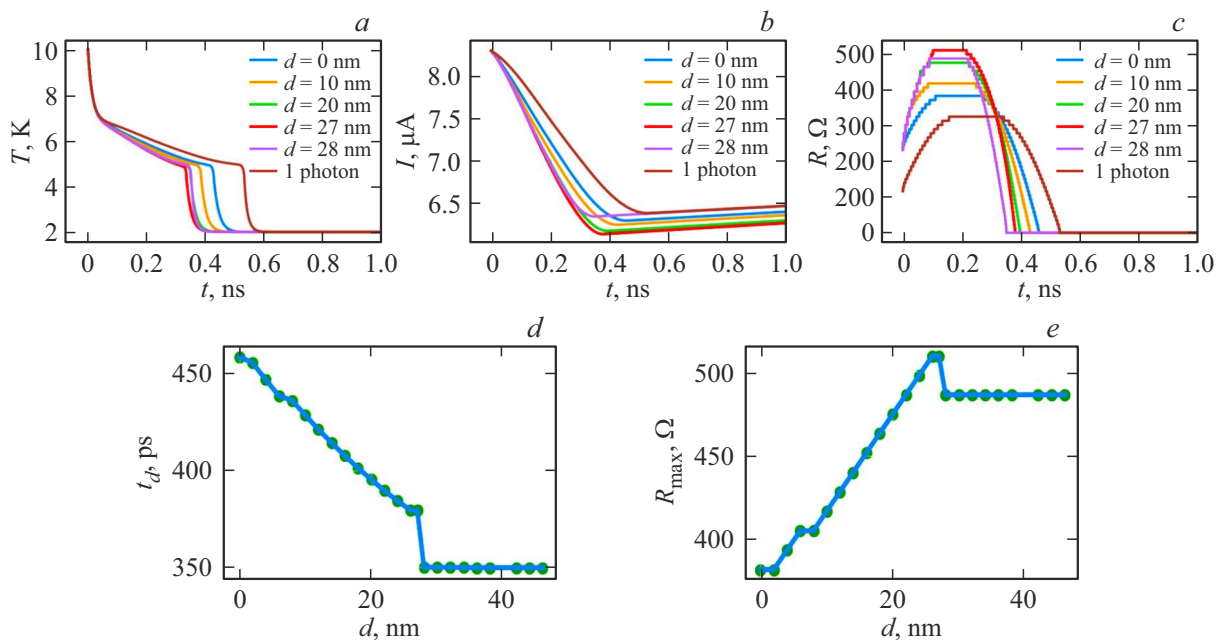 a
T, K
10
8
6
4
2
d = 0 nm
d = 10 nm
d = 20 nm
d = 27 nm
d = 28 nm
1 photon
0 0.2 0.4 0.6 0.8 1.0
t, ns
b
I, μA
8.0
7.5
7.0
6.5
d = 0 nm
d = 10 nm
d = 20 nm
d = 27 nm
d = 28 nm
1 photon
0 0.2 0.4 0.6 0.8 1.0
t, ns
c
R, Ω
500
400
300
200
100
0
d = 0 nm
d = 10 nm
d = 20
d = 27 nm
d = 28 nm
1 photon
0 0.2 0.4 0.6 0.8 1.0
t, ns
d
t_d, ps
450
400
350
0 20 40
d, nm
e
R_max, Ω
500
450
400
0 20 40
d, nm